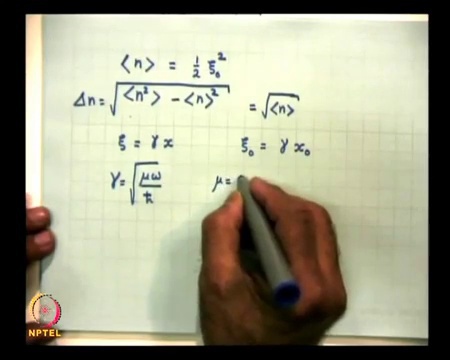 ⟨n⟩ = 1/2 ξ₀²
Δn = √(⟨n²⟩ - ⟨n⟩²) = √⟨n⟩
ξ = γ x ξ₀ = γ x₀
γ = √(μω/ħ) μ =
NPTEL